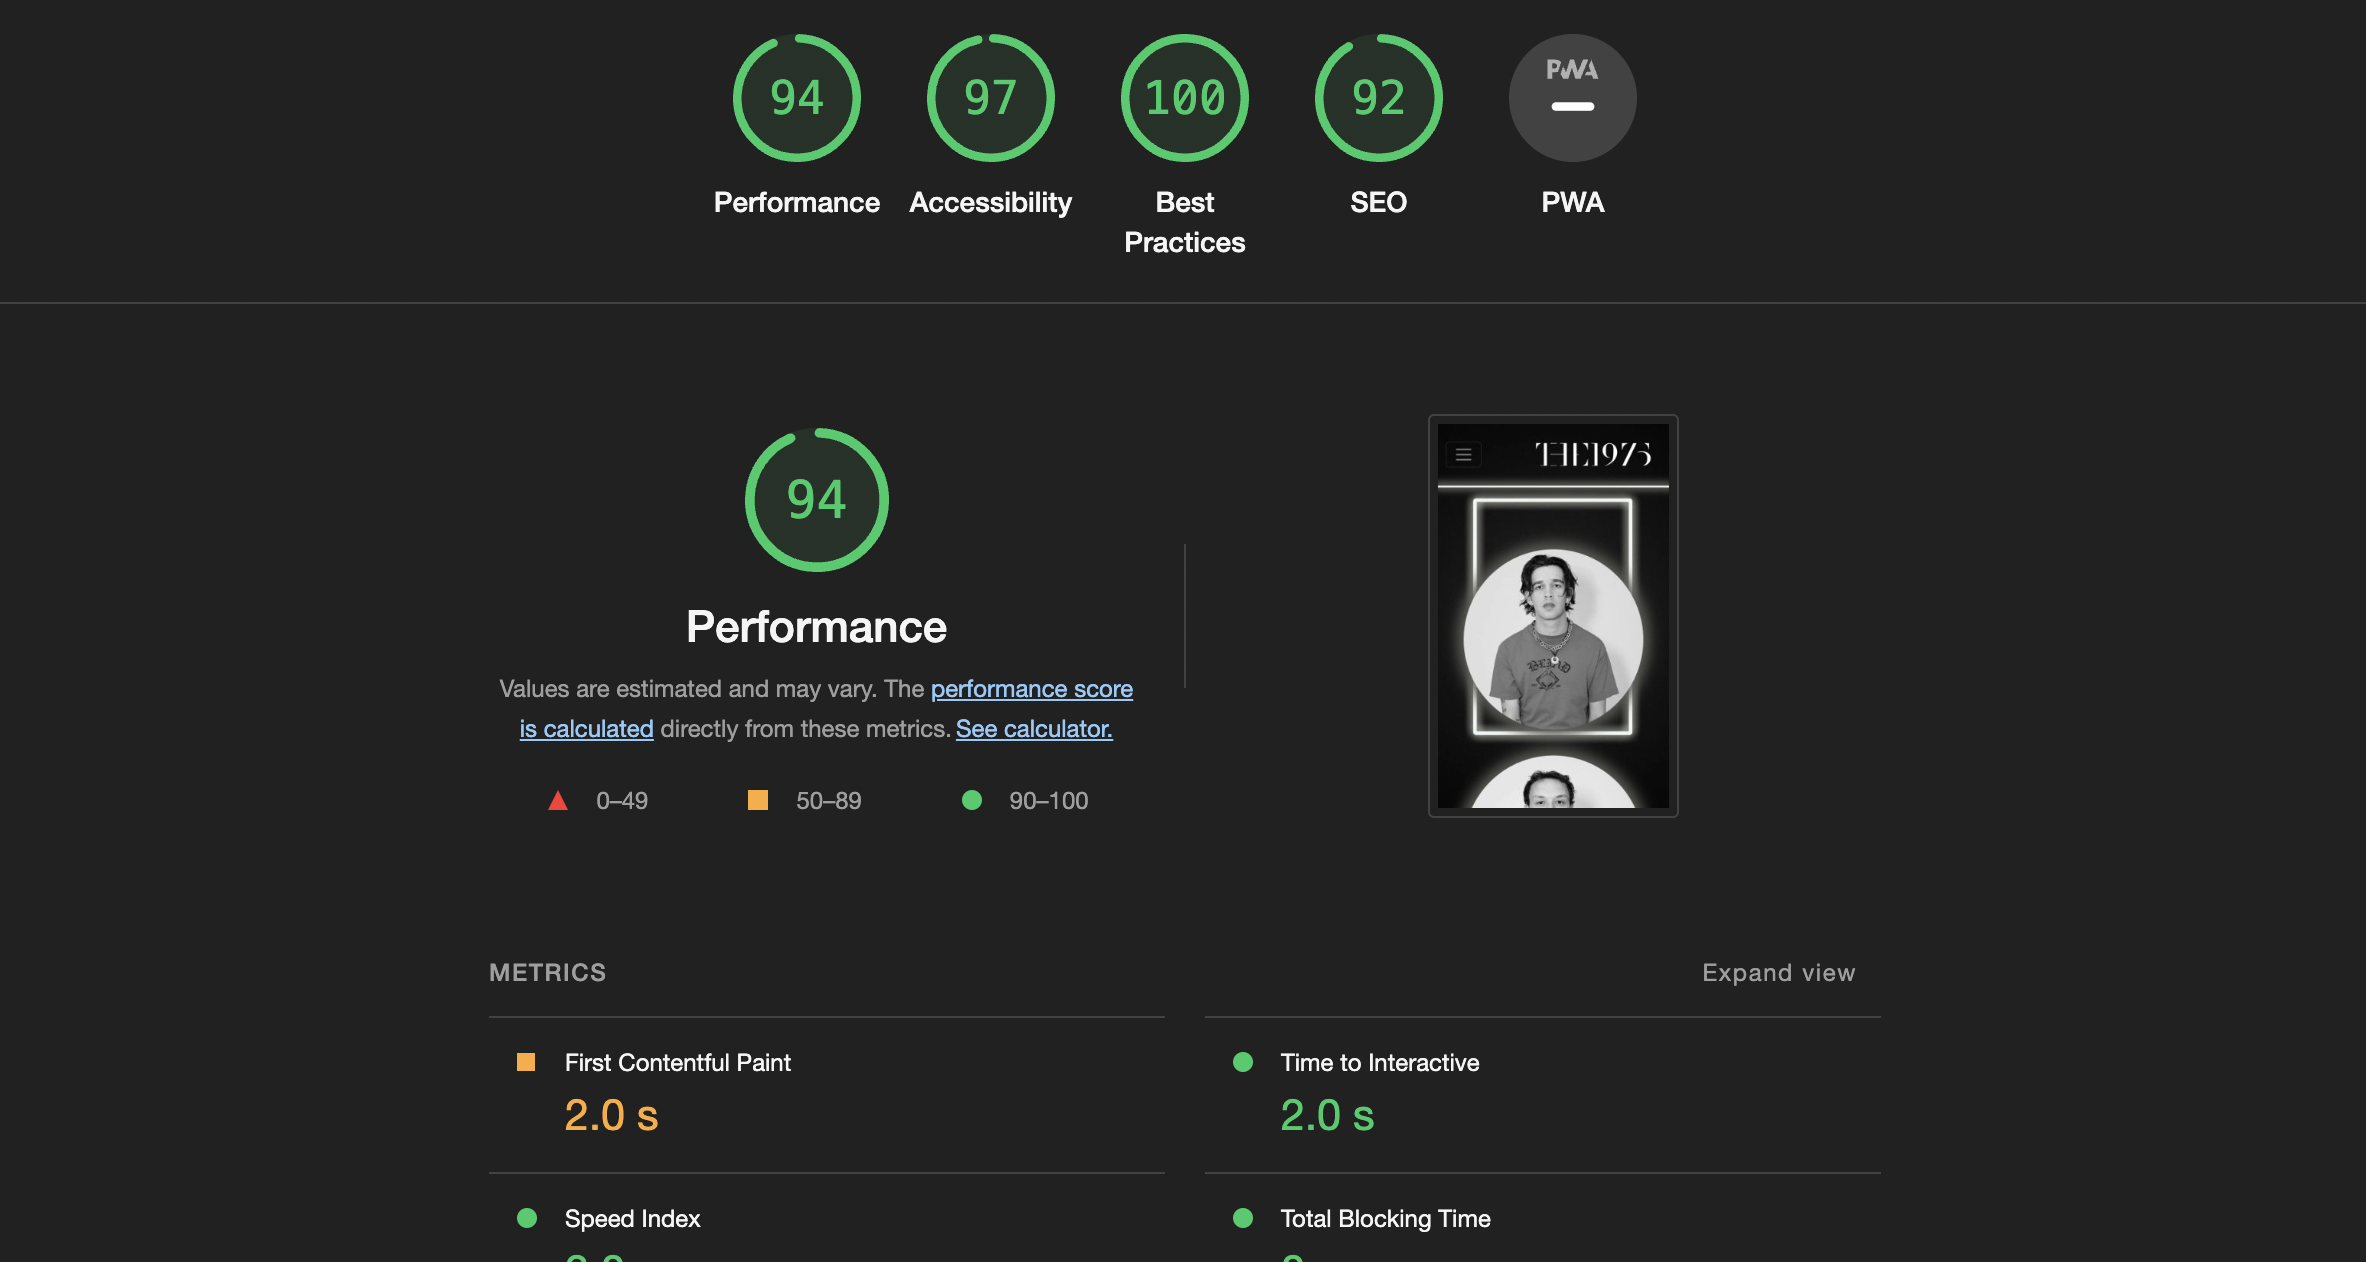 94
97
100
92
PWA
Performance
Accessibility
Best
Practices
SEO
PWA
94
Performance
Values are estimated and may vary. The performance score
is calculated directly from these metrics. See calculator.
0–49
50–89
90–100
THE1975
METRICS
Expand view
First Contentful Paint
2.0 s
Time to Interactive
2.0 s
Speed Index
Total Blocking Time